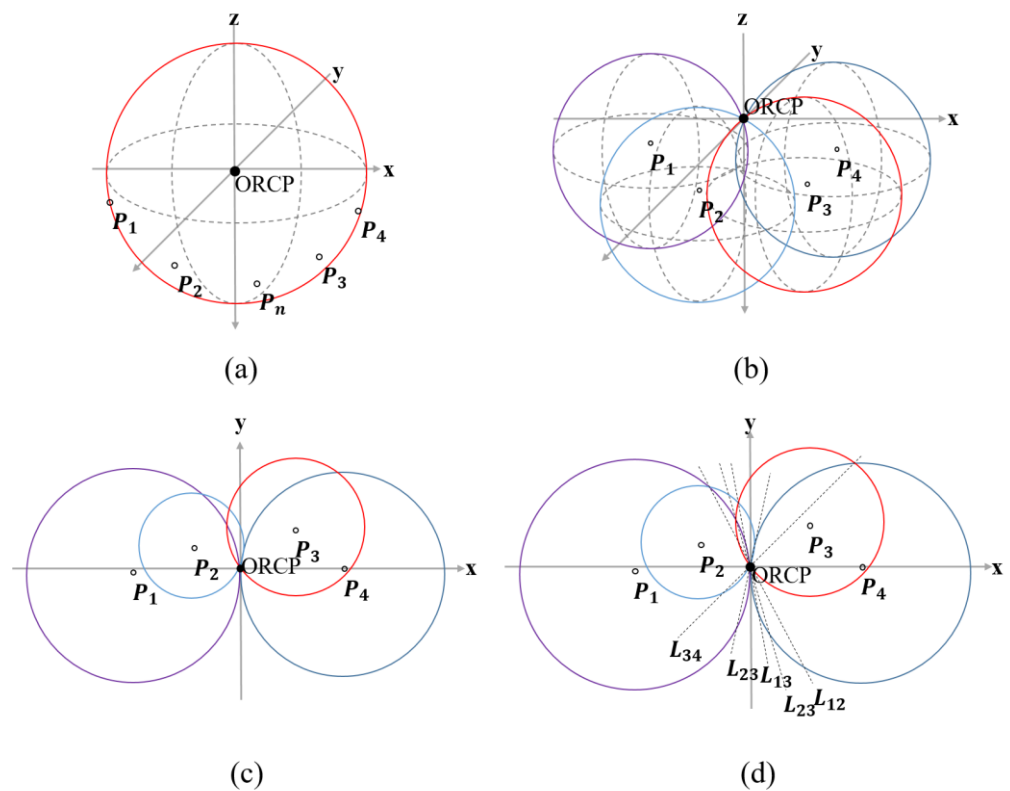 z
y
x
ORCP
P1
P2
Pn
P3
P4
(a)
z
y
x
ORCP
P1
P2
P3
P4
(b)
y
x
ORCP
P1
P2
P3
P4
(c)
y
x
ORCP
P1
P2
P3
P4
L34
L23
L13
L23
L12
(d)